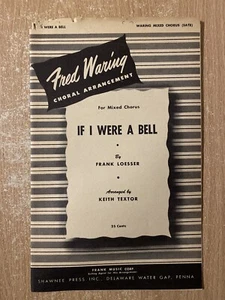 I WERE A BELL
WARING MIXED CHORUS (SATB)
Fred Waring
CHORAL ARRANGEMENT
For Mixed Chorus
IF I WERE A BELL
By
FRANK LOESSER
Arranged by
KEITH TEXTOR
25 Cents
FRANK MUSIC CORP.
SHAWNEE PRESS INC., DELAWARE WATER GAP, PENNA